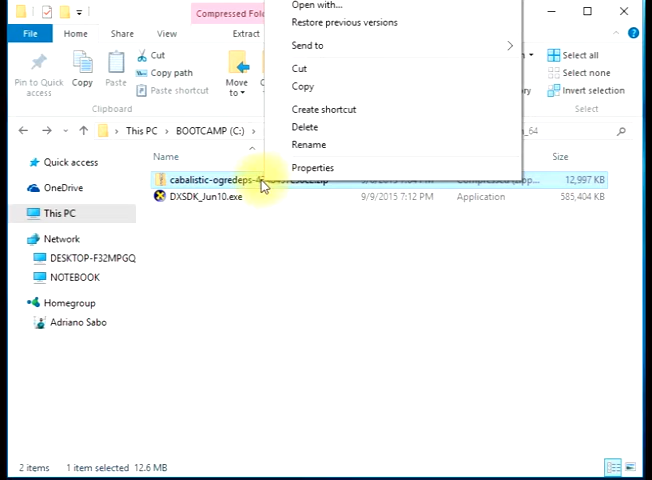 Compressed Fold
Open with...
Restore previous versions
File Home Share View Extract
Send to
Pin to Quick access
Copy
Paste
Cut
Copy path
Paste shortcut
Move to
Cut
Copy
Select all
Select none
Invert selection
Clipboard
Select
Create shortcut
Delete
Rename
Properties
This PC BOOTCAMP (C:)
_64
Name
Size
cabalistic-ogredeps- .zip
12,997 KB
DXSDK_Jun10.exe 9/9/2015 7:12 PM Application 585,404 KB
Quick access
OneDrive
This PC
Network
DESKTOP-F32MPGQ
NOTEBOOK
Homegroup
Adriano Sabo
2 items 1 item selected 12.6 MB